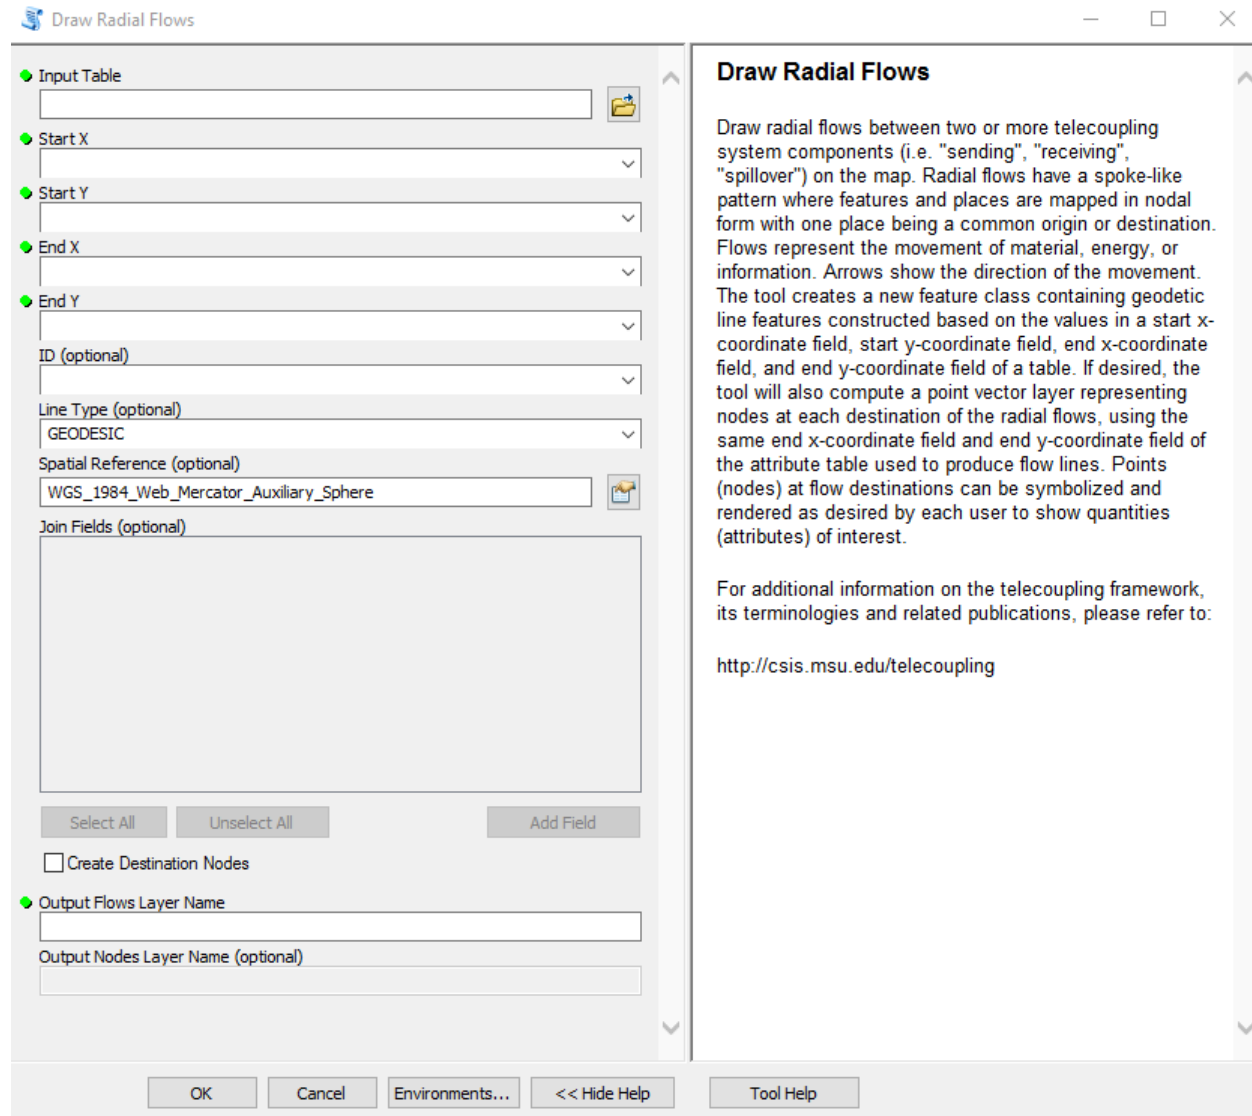 Draw Radial Flows
Input Table
Start X
Start Y
End X
End Y
ID (optional)
Line Type (optional)
GEODESIC
Spatial Reference (optional)
WGS_1984_Web_Mercator_Auxiliary_Sphere
Join Fields (optional)
Select All
Unselect All
Add Field
Create Destination Nodes
Output Flows Layer Name
Output Nodes Layer Name (optional)
Draw Radial Flows
Draw radial flows between two or more telecoupling
system components (i.e. "sending", "receiving",
"spillover") on the map. Radial flows have a spoke-like
pattern where features and places are mapped in nodal
form with one place being a common origin or destination.
Flows represent the movement of material, energy, or
information. Arrows show the direction of the movement.
The tool creates a new feature class containing geodetic
line features constructed based on the values in a start x-
coordinate field, start y-coordinate field, end x-coordinate
field, and end y-coordinate field of a table. If desired, the
tool will also compute a point vector layer representing
nodes at each destination of the radial flows, using the
same end x-coordinate field and end y-coordinate field of
the attribute table used to produce flow lines. Points
(nodes) at flow destinations can be symbolized and
rendered as desired by each user to show quantities
(attributes) of interest.
For additional information on the telecoupling framework,
its terminologies and related publications, please refer to:
http://csis.msu.edu/telecoupling
OK
Cancel
Environments...
<< Hide Help
Tool Help